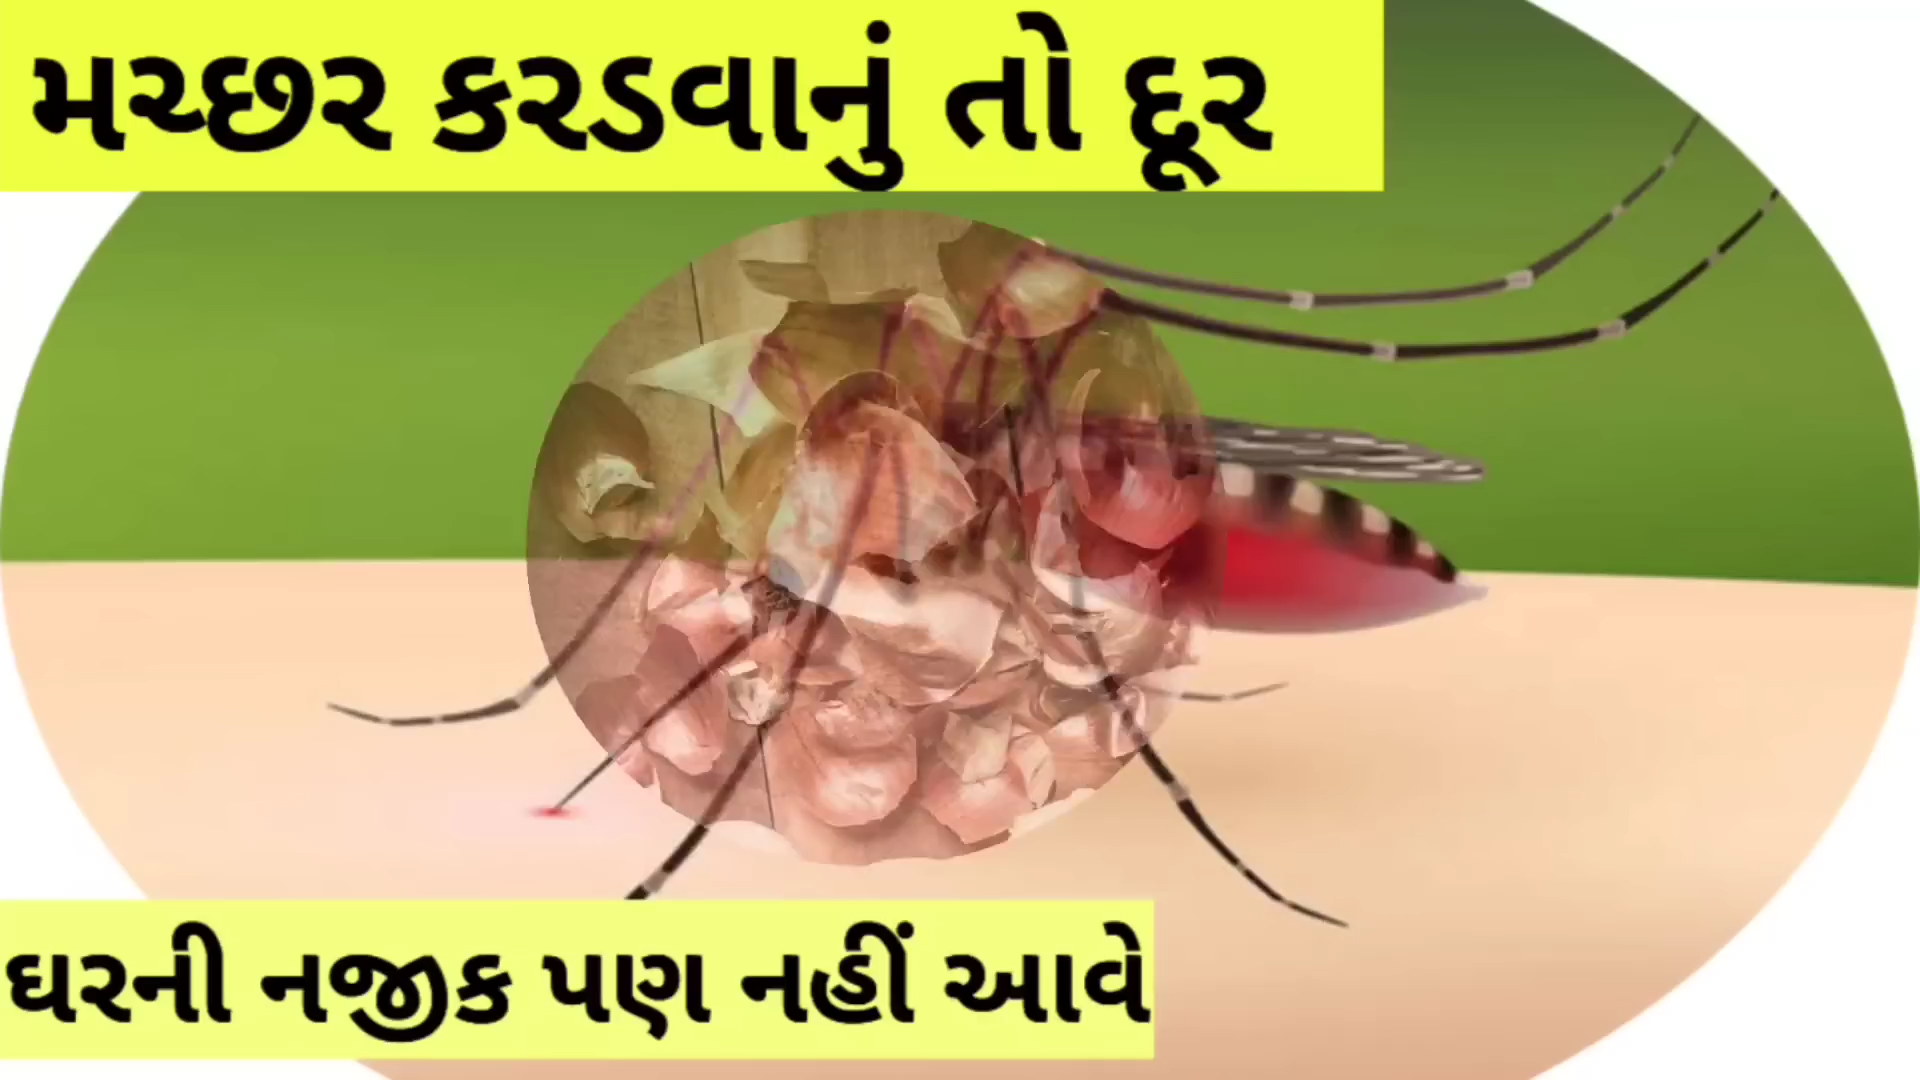 મચ્છર કરડવાનું તો દૂર
ઘરની નજીક પણ નહીં આવે